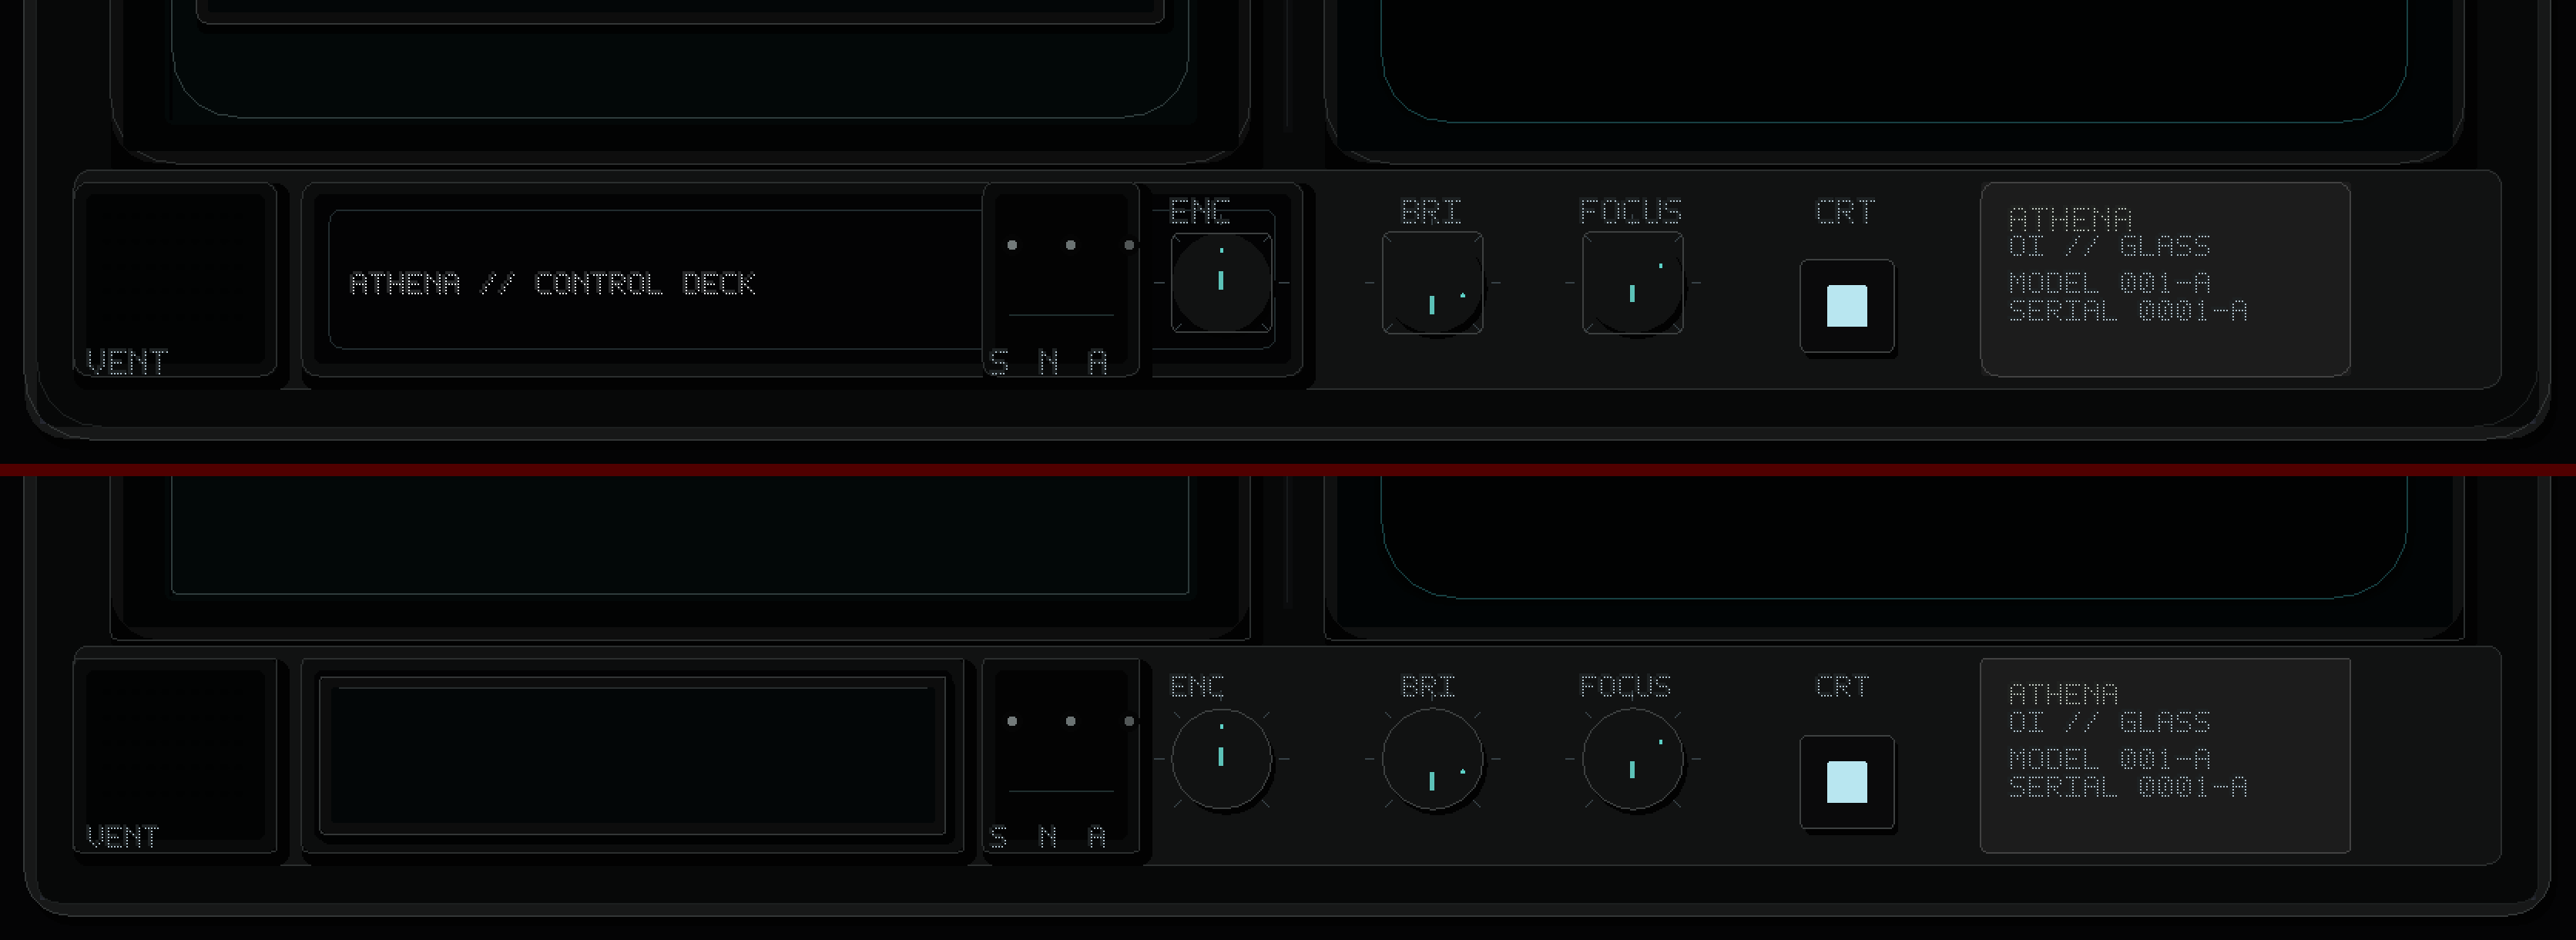 ENC BRI FOCUS CRT
ATHENA
OI // GLASS
ATHENA // CONTROL DECK
MODEL 001-A
SERIAL 0001-A
VENT
S N A
ENC BRI FOCUS CRT
ATHENA
OI // GLASS
MODEL 001-A
SERIAL 0001-A
VENT
S N A